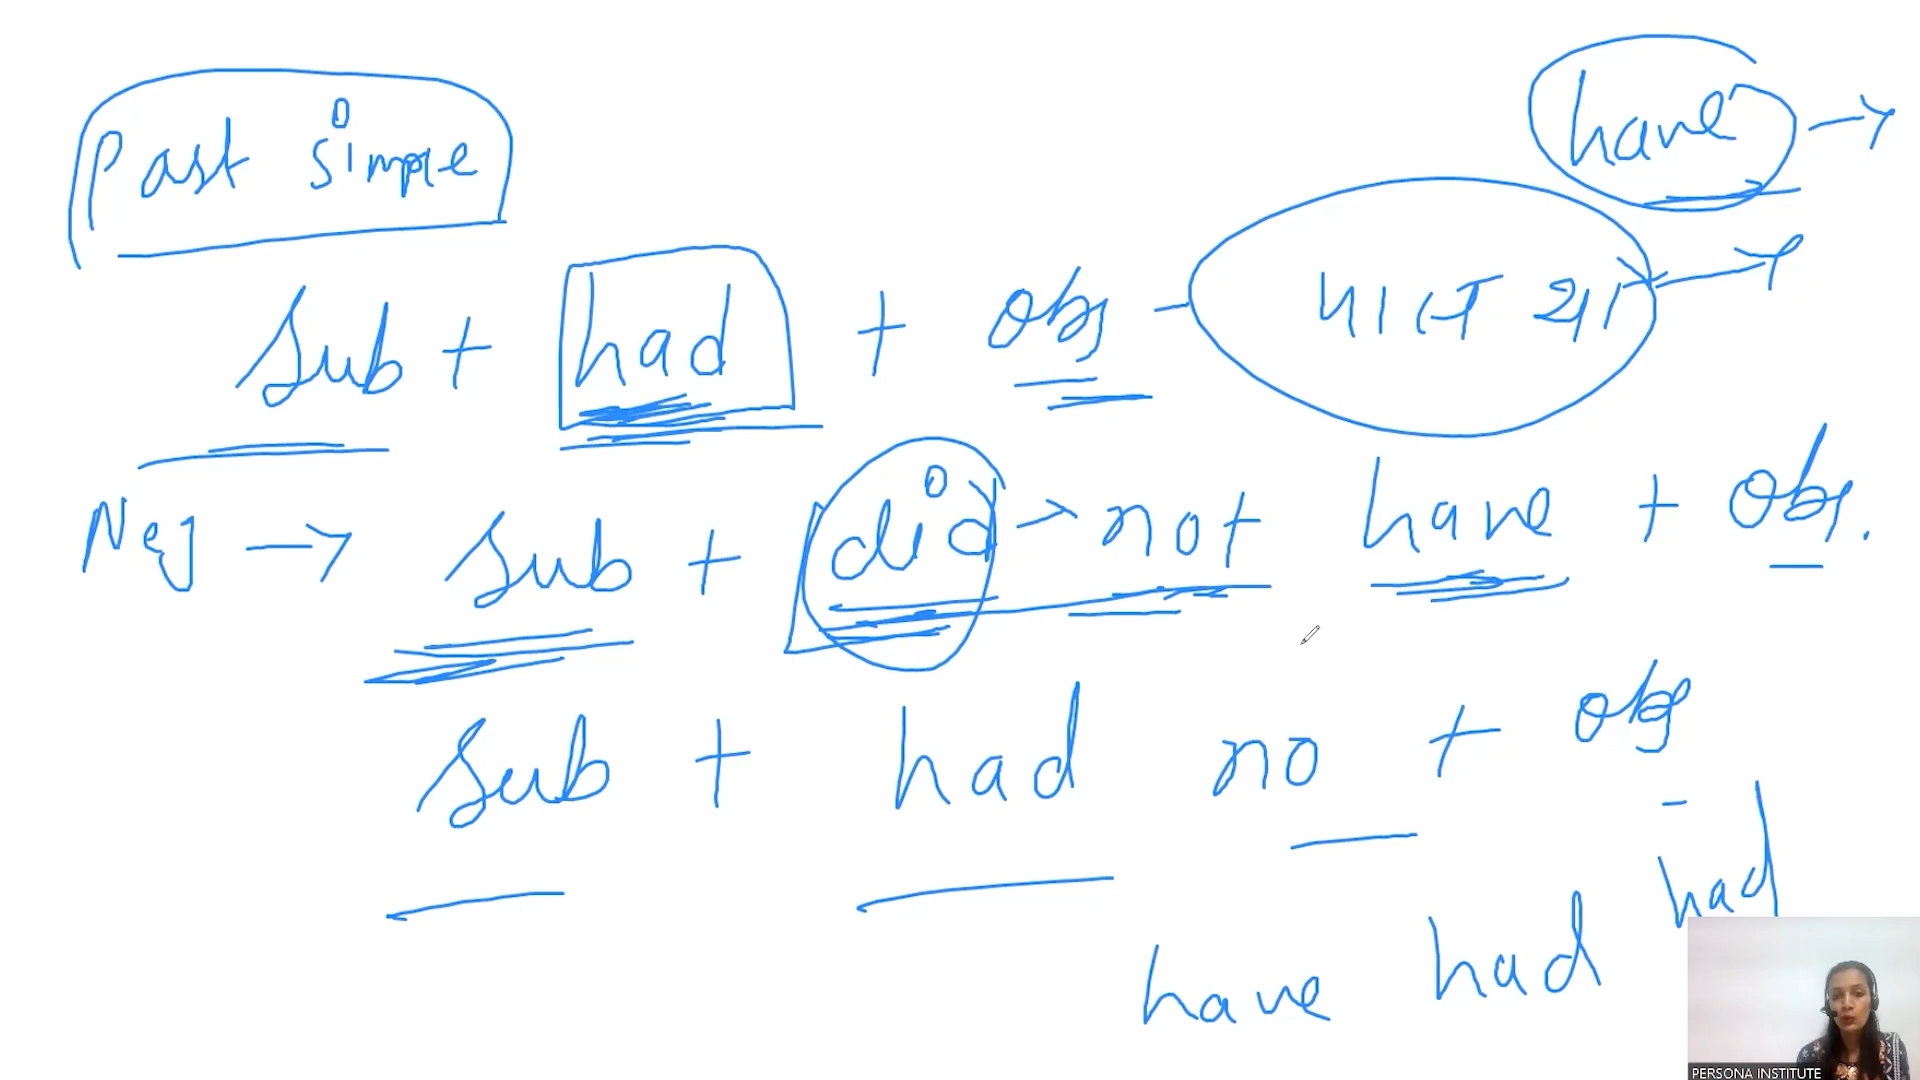 have →
Past simple
Sub + had + obj -
Neg → sub + did → not have + obj.
Sub + had no + obj
have had had
PERSONA INSTITUTE